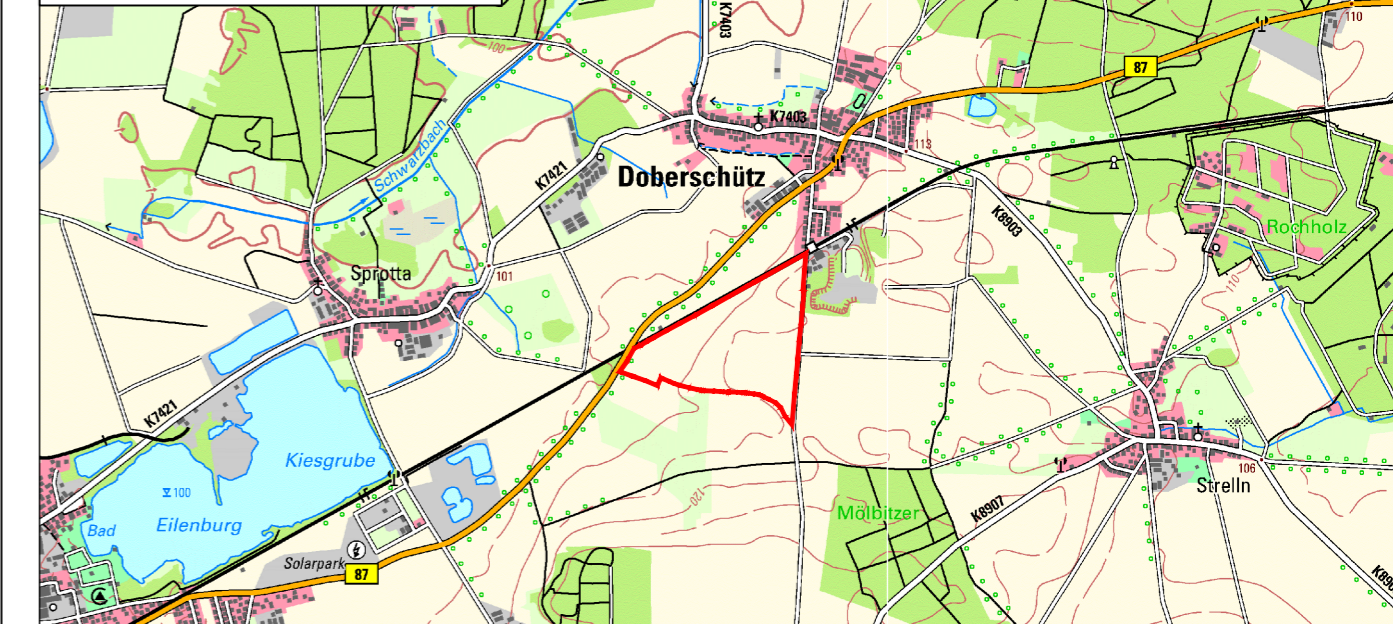 K7403
110
87
100
K7403
113
Schwarzbach
K7421
Doberschütz
K8903
Rochholz
Sprotta
101
110
K7421
Kiesgrube
100
Eilenburg
Bad
Strelln
106
120
Mölbitzer
K8907
Solarpark
87